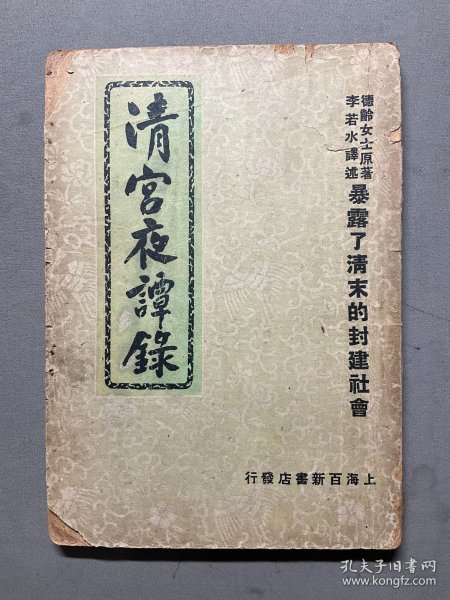 德齡女士原著
李若水譯述
暴露了清末的封建社會
清宮夜譚錄
上海百新書店發行
孔夫子旧书网
www.kongfz.com